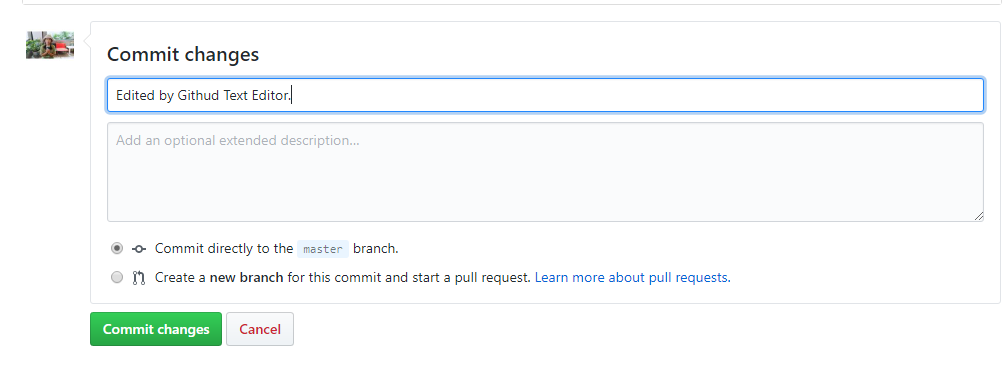 Commit changes
Edited by Githud Text Editor.
Add an optional extended description...
Commit directly to the master branch.
Create a new branch for this commit and start a pull request. Learn more about pull requests.
Commit changes Cancel